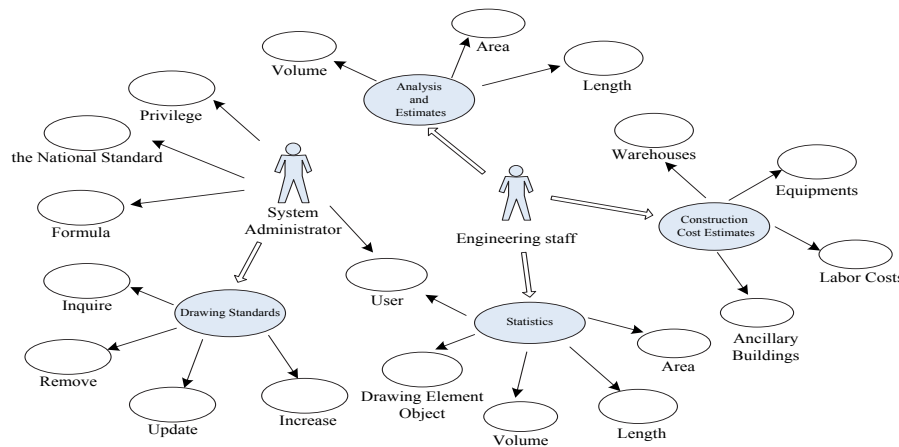 Area
Volume
Analysis
and
Estimates
Length
Privilege
the National Standard
Formula
System
Administrator
Warehouses
Equipments
Engineering staff
Construction
Cost Estimates
Labor Costs
Inquire
User
Drawing Standards
Statistics
Ancillary
Buildings
Remove
Area
Drawing Element
Object
Update
Increase
Volume
Length